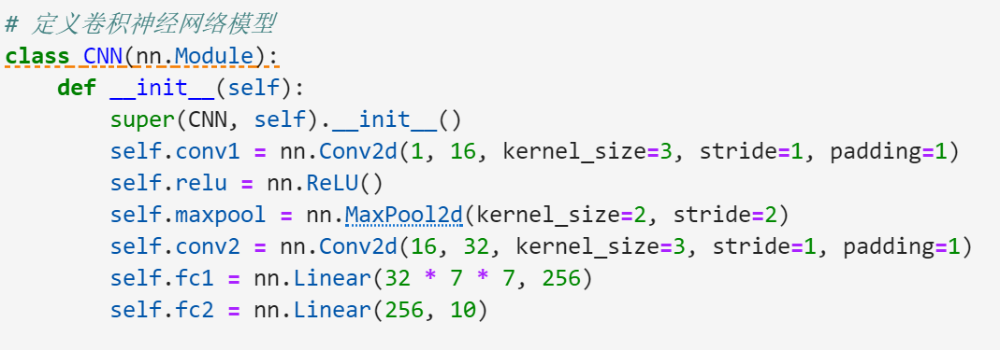 # 定义卷积神经网络模型
class CNN(nn.Module):
    def __init__(self):
        super(CNN, self).__init__()
        self.conv1 = nn.Conv2d(1, 16, kernel_size=3, stride=1, padding=1)
        self.relu = nn.ReLU()
        self.maxpool = nn.MaxPool2d(kernel_size=2, stride=2)
        self.conv2 = nn.Conv2d(16, 32, kernel_size=3, stride=1, padding=1)
        self.fc1 = nn.Linear(32 * 7 * 7, 256)
        self.fc2 = nn.Linear(256, 10)